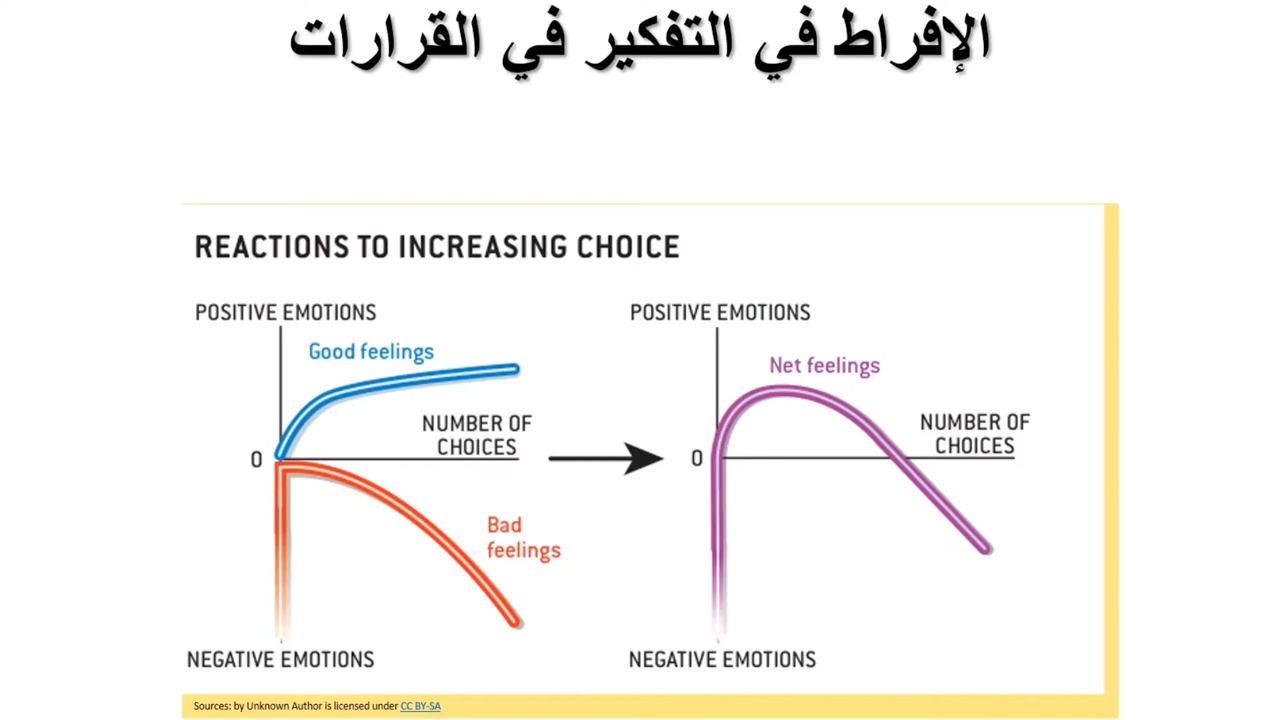 الإفراط في التفكير في القرارات
REACTIONS TO INCREASING CHOICE
POSITIVE EMOTIONS
Good feelings
NUMBER OF
CHOICES
0
Bad
feelings
NEGATIVE EMOTIONS
POSITIVE EMOTIONS
Net feelings
NUMBER OF
CHOICES
0
NEGATIVE EMOTIONS
Sources: by Unknown Author is licensed under CC BY-SA